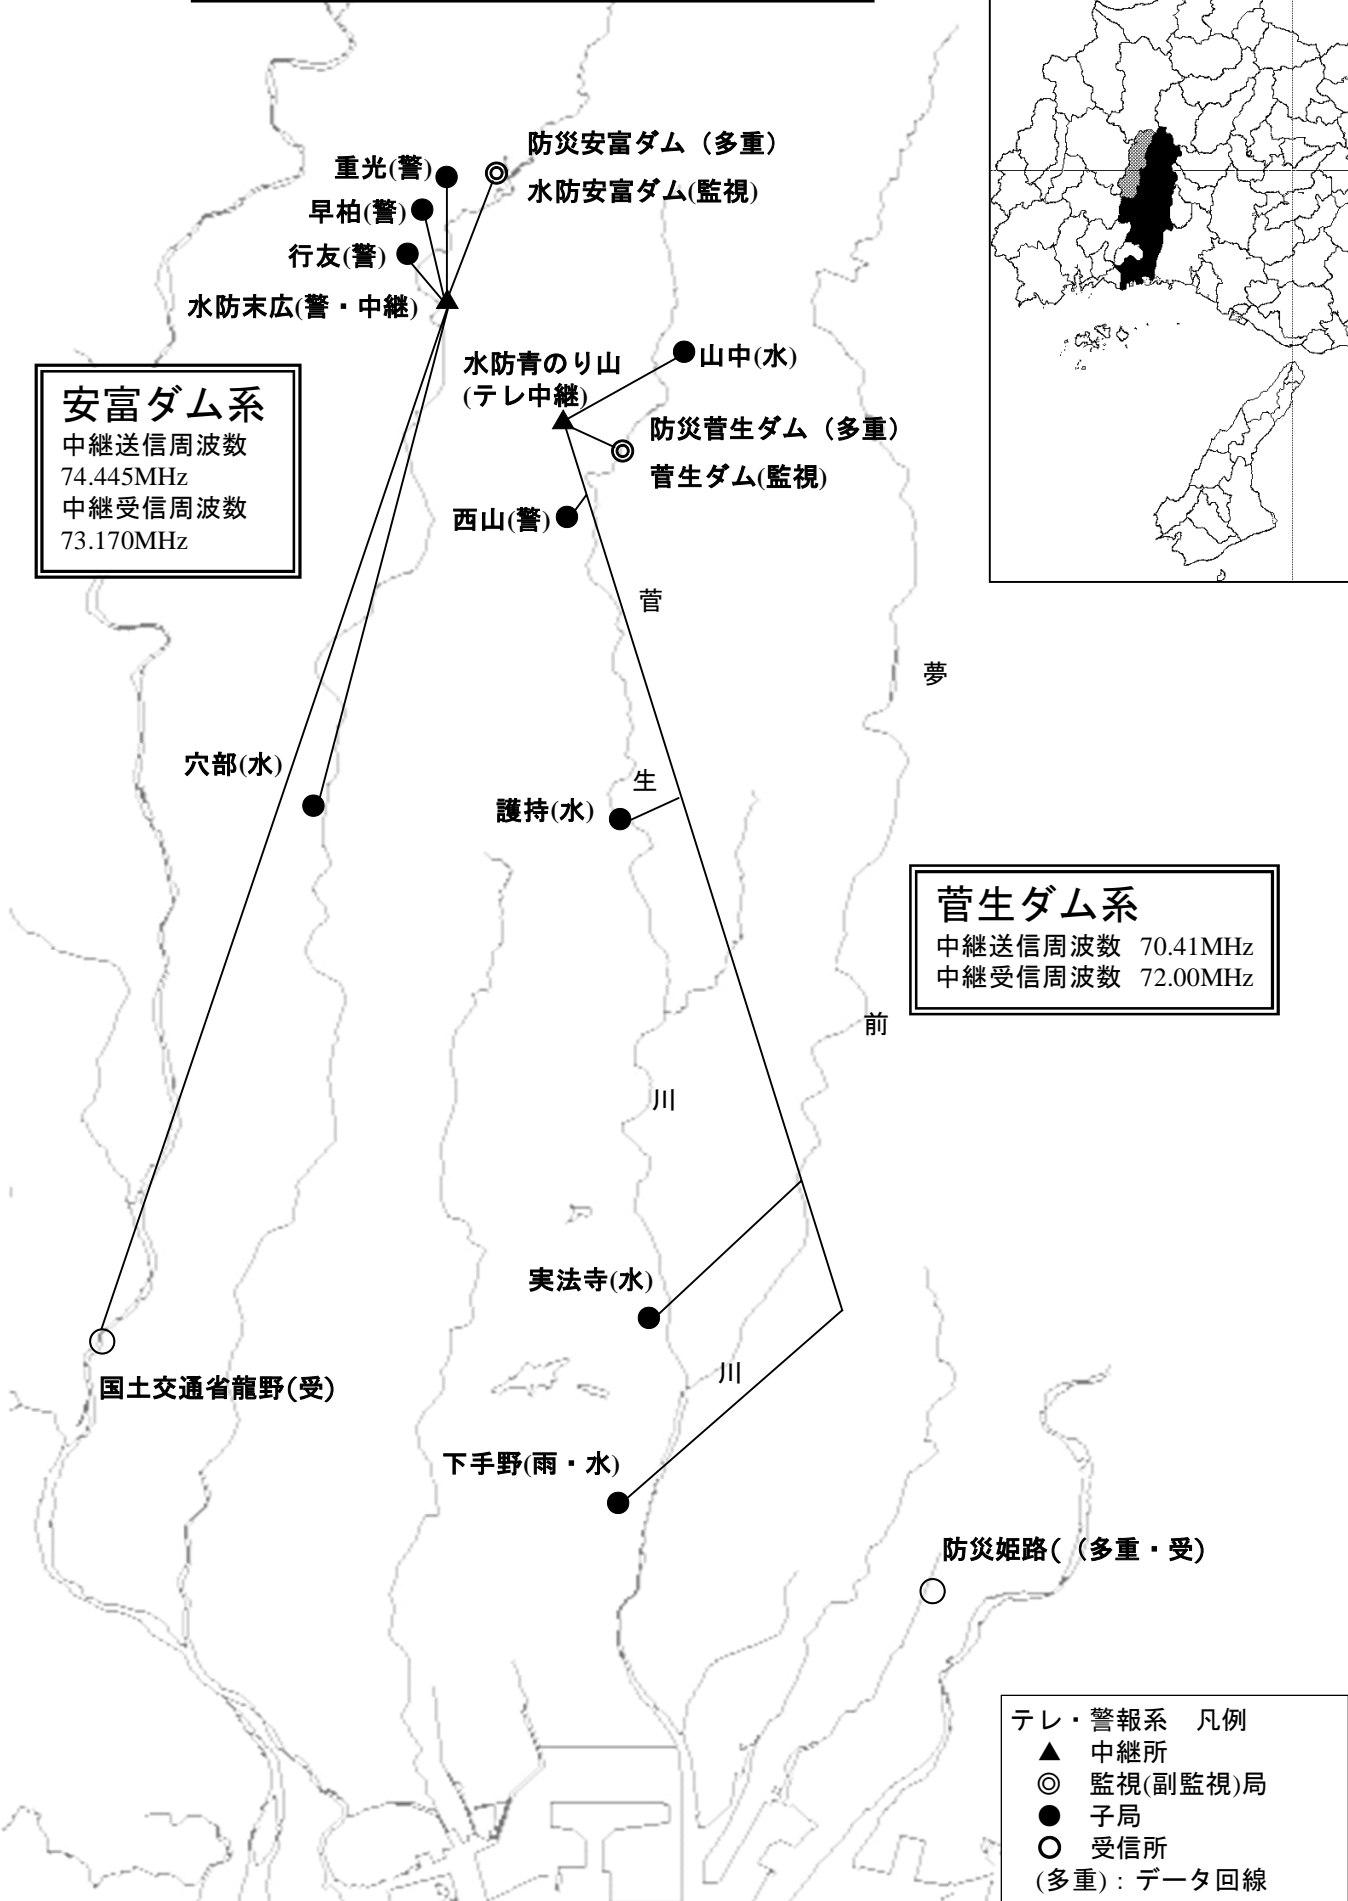 防災安富ダム（多重）
重光(警)
水防安富ダム(監視)
早柏(警)
行友(警)
水防末広(警・中継)
水防青のり山
(テレ中継)
山中(水)
安富ダム系
中継送信周波数
74.445MHz
中継受信周波数
73.170MHz
防災菅生ダム（多重）
菅生ダム(監視)
西山(警)
菅
夢
穴部(水)
生
護持(水)
菅生ダム系
中継送信周波数 70.41MHz
中継受信周波数 72.00MHz
前
川
実法寺(水)
川
国土交通省龍野(受)
下手野(雨・水)
防災姫路(（多重・受)
テレ・警報系　凡例
▲ 中継所
◎ 監視(副監視)局
● 子局
○ 受信所
(多重)：データ回線